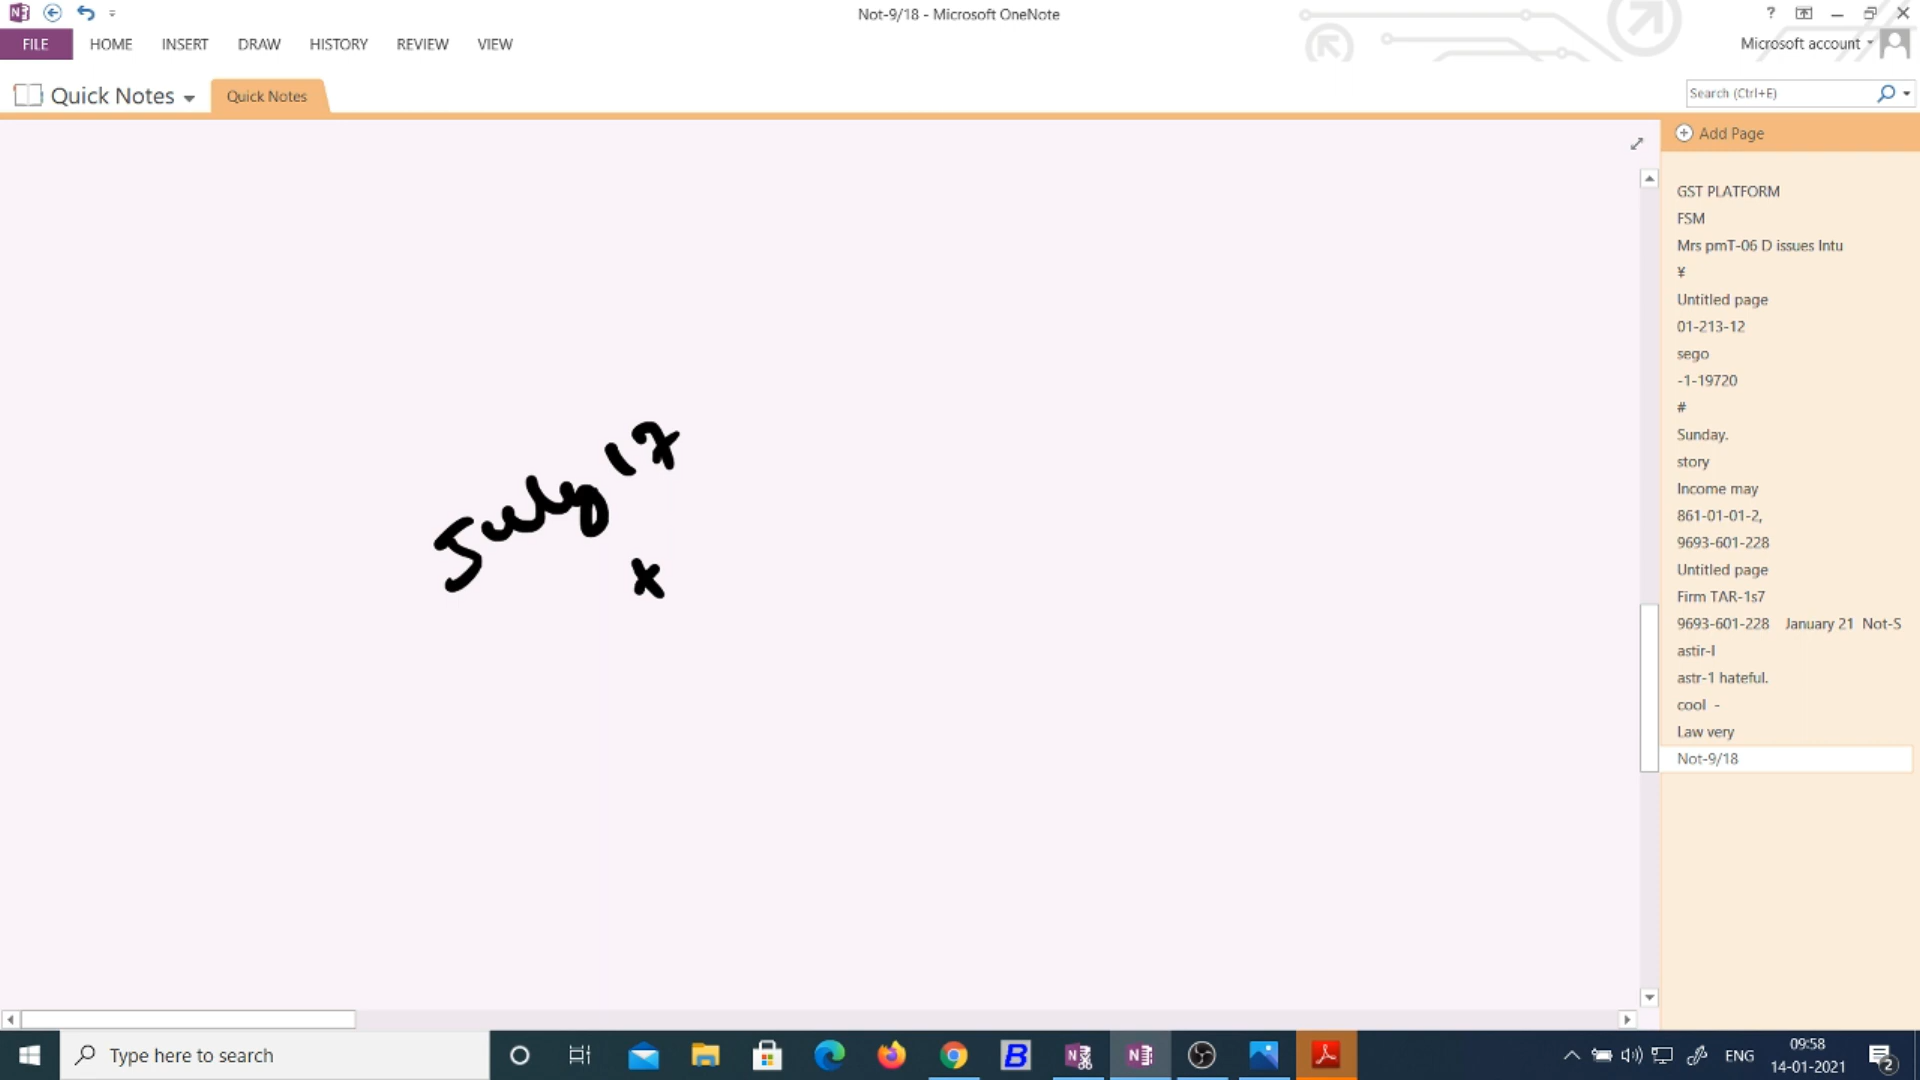 Not-9/18 - Microsoft OneNote
?
FILE HOME INSERT DRAW HISTORY REVIEW VIEW
Microsoft account
Quick Notes
Quick Notes
Search (Ctrl+E)
Add Page
GST PLATFORM
FSM
Mrs pmT-06 D issues Intu
¥
Untitled page
01-213-12
sego
-1-19720
#
Sunday.
story
Income may
861-01-01-2,
9693-601-228
Untitled page
Firm TAR-1s7
9693-601-228 January 21 Not-S
astir-l
astr-1 hateful.
cool -
Law very
Not-9/18
July 17
x
Type here to search
B
ENG
09:58
14-01-2021
2